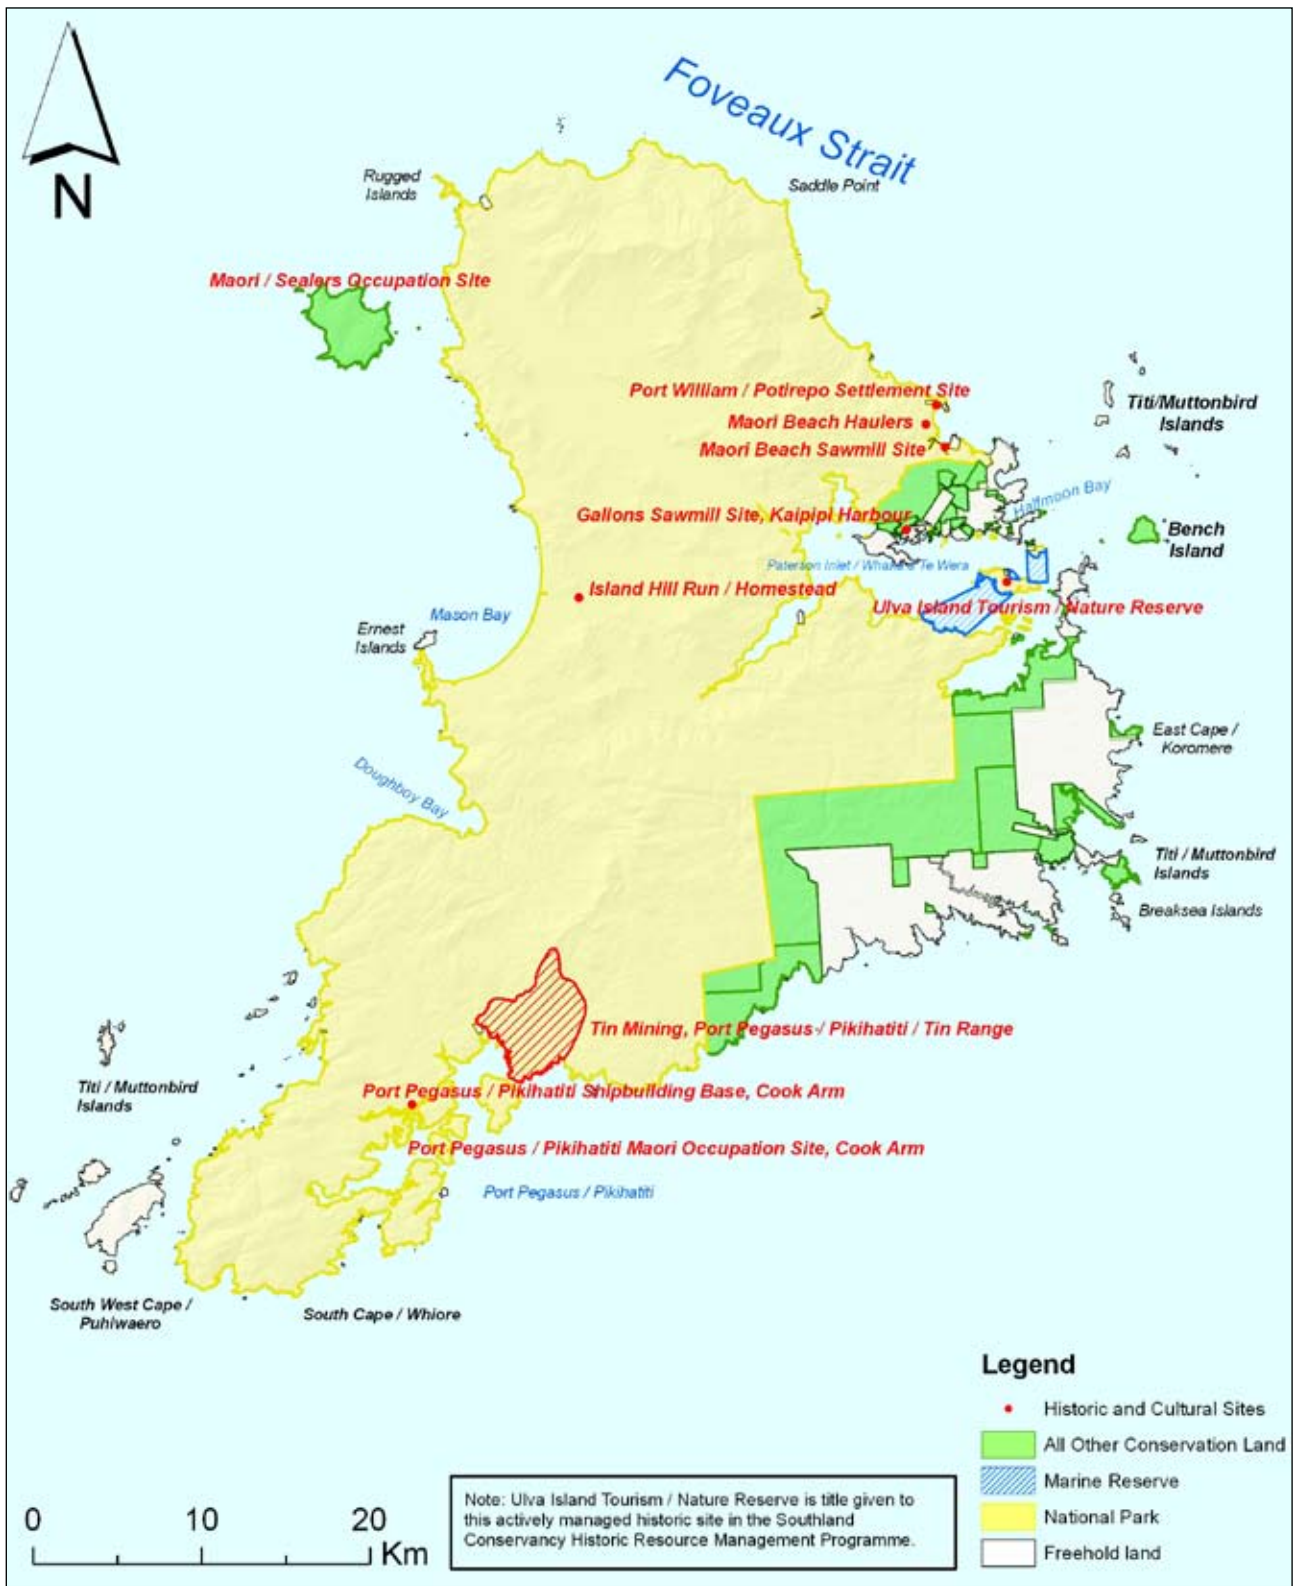 Foveaux Strait
N
Rugged
Islands
Saddle Point
Maori / Sealers Occupation Site
Port William / Potirepo Settlement Site
Titi/Muttonbird
Islands
Maori Beach Haulers
Maori Beach Sawmill Site
Halfmoon Bay
Gallons Sawmill Site, Kaipipi Harbour
Bench
Island
Paterson Inlet / Whaka a Te Wera
Island Hill Run / Homestead
Ulva Island Tourism / Nature Reserve
Mason Bay
Ernest
Islands
East Cape /
Koromere
Doughboy Bay
Titi / Muttonbird
Islands
Breaksea Islands
Tin Mining, Port Pegasus / Pikihatiti / Tin Range
Titi / Muttonbird
Islands
Port Pegasus / Pikihatiti Shipbuilding Base, Cook Arm
Port Pegasus / Pikihatiti Maori Occupation Site, Cook Arm
Port Pegasus / Pikihatiti
South West Cape /
Puhiwaero
South Cape / Whiore
Legend
Historic and Cultural Sites
All Other Conservation Land
Marine Reserve
National Park
Freehold land
Note: Ulva Island Tourism / Nature Reserve is title given to
this actively managed historic site in the Southland
Conservancy Historic Resource Management Programme.
0 10 20
Km